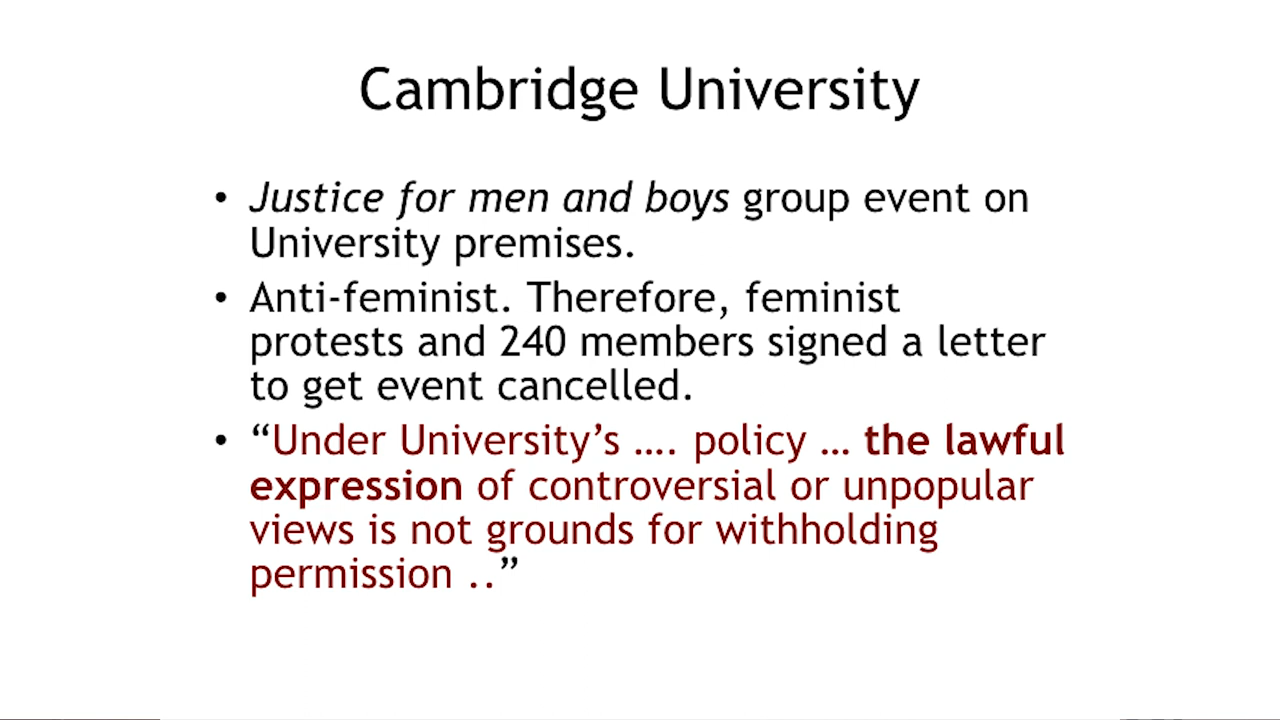 Cambridge University
• Justice for men and boys group event on
University premises.
• Anti-feminist. Therefore, feminist
protests and 240 members signed a letter
to get event cancelled.
• “Under University’s …. policy … the lawful
expression of controversial or unpopular
views is not grounds for withholding
permission ..”